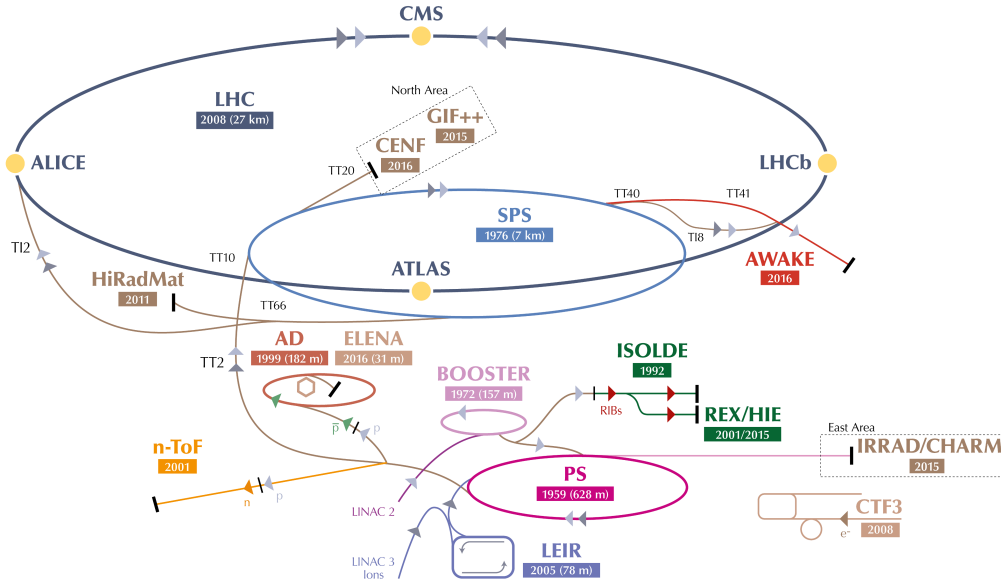 CMS
LHC
2008 (27 km)
North Area
GIF++
2015
CENF
2016
TT20
ALICE
LHCb
TT40
TT41
SPS
1976 (7 km)
TI8
TI2
TT10
ATLAS
AWAKE
2016
HiRadMat
2011
TT66
AD
1999 (182 m)
ELENA
2016 (31 m)
TT2
ISOLDE
1992
BOOSTER
1972 (157 m)
RIBs
REX/HIE
2001/2015
p̅
p
East Area
n-ToF
2001
IRRAD/CHARM
2015
n
p
PS
1959 (628 m)
LINAC 2
CTF3
2008
e⁻
LINAC 3
Ions
LEIR
2005 (78 m)